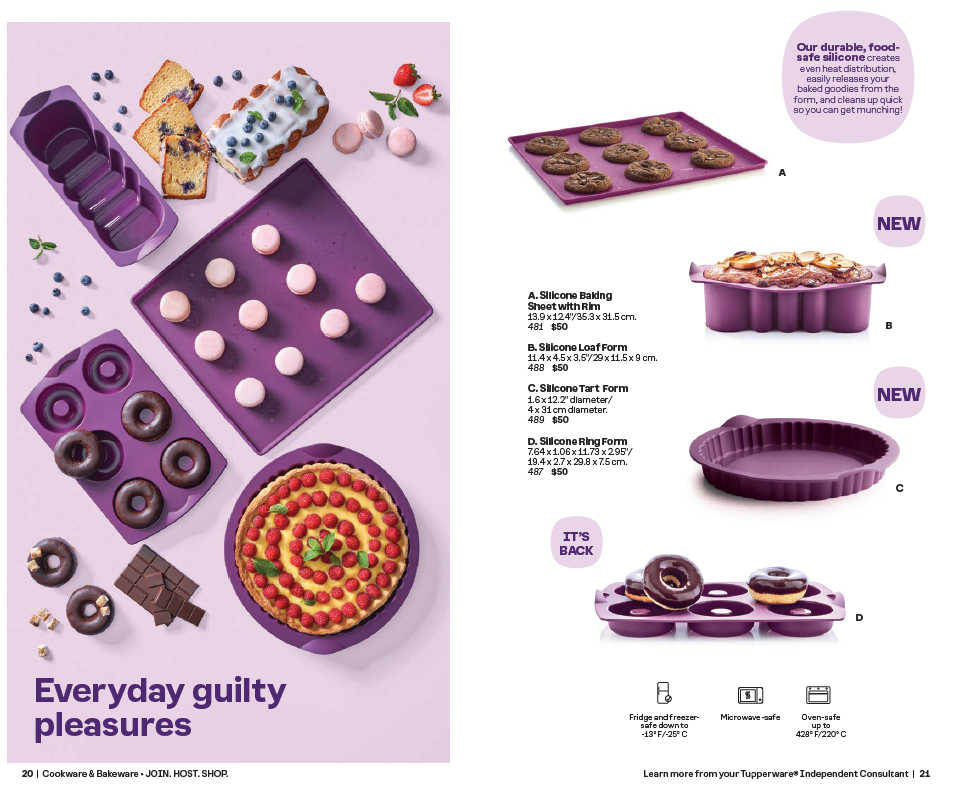 Everyday guilty
pleasures
20 | Cookware & Bakeware • JOIN. HOST. SHOP.
Our durable, food-
safe silicone creates
even heat distribution,
easily releases your
baked goodies from the
form, and cleans up quick
so you can get munching!
A
NEW
B
A. Silicone Baking
Sheet with Rim
13.9 x 12.4"/35.3 x 31.5 cm.
481 $50
B. Silicone Loaf Form
11.4 x 4.5 x 3.5"/29 x 11.5 x 9 cm.
488 $50
C. Silicone Tart Form
1.6 x 12.2" diameter/
4 x 31 cm diameter.
489 $50
D. Silicone Ring Form
7.64 x 1.06 x 11.73 x 2.95"/
19.4 x 2.7 x 29.8 x 7.5 cm.
487 $50
NEW
C
IT'S
BACK
D
Fridge and freezer-
safe down to
-13° F/-25° C
Microwave-safe
Oven-safe
up to
428° F/220° C
Learn more from your Tupperware® Independent Consultant | 21